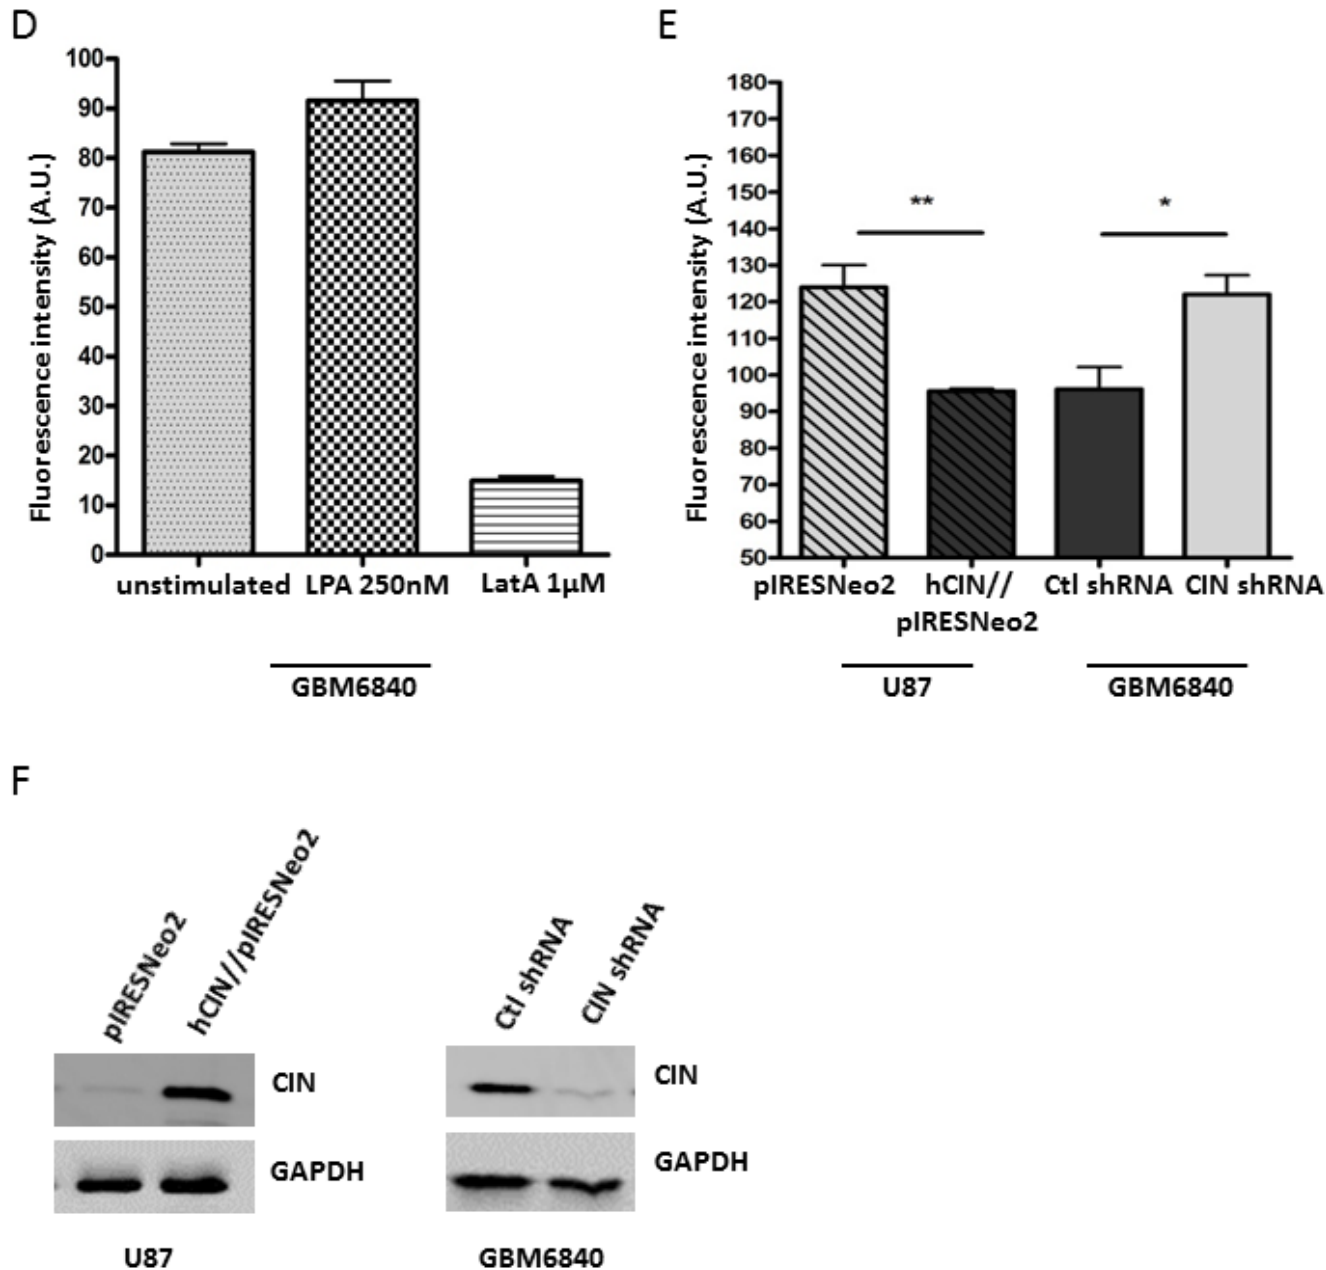 D
Fluorescence intensity (A.U.)
100
90
80
70
60
50
40
30
20
10
0
unstimulated LPA 250nM LatA 1µM
GBM6840
E
Fluorescence intensity (A.U.)
180
170
160
150
140
130
120
110
100
90
80
70
60
50
** *
pIRESNeo2 hCIN// Ctl shRNA CIN shRNA
pIRESNeo2
U87 GBM6840
F
pIRESNeo2
hCIN//pIRESNeo2
CIN
GAPDH
U87
Ctl shRNA
CIN shRNA
CIN
GAPDH
GBM6840